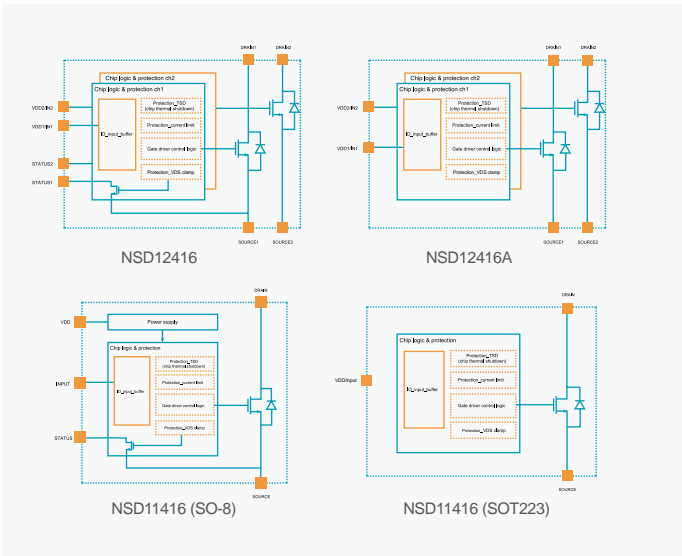 DRAIN1
DRAIN2
Chip logic & protection ch2
Chip logic & protection ch1
Protection_TSD
(chip thermal shutdown)
VDD2/IN2
VDD1/IN1
IO_input_buffer
Protection_current limit
Gate driver control logic
STATUS2
Protection_VDS clamp
STATUS1
SOURCE1
SOURCE2
NSD12416
DRAIN1
DRAIN2
Chip logic & protection ch2
Chip logic & protection ch1
Protection_TSD
(chip thermal shutdown)
VDD2/IN2
Protection_current limit
IO_input_buffer
VDD1/IN1
Gate driver control logic
Protection_VDS clamp
SOURCE1
SOURCE2
NSD12416A
DRAIN
VDD
Power supply
Chip logic & protection
Protection_TSD
(chip thermal shutdown)
INPUT
IO_input_buffer
Protection_current limit
Gate driver control logic
Protection_VDS clamp
STATUS
SOURCE
NSD11416 (SO-8)
DRAIN
Chip logic & protection
Protection_TSD
(chip thermal shutdown)
VDD/Input
IO_input_buffer
Protection_current limit
Gate driver control logic
Protection_VDS clamp
SOURCE
NSD11416 (SOT223)